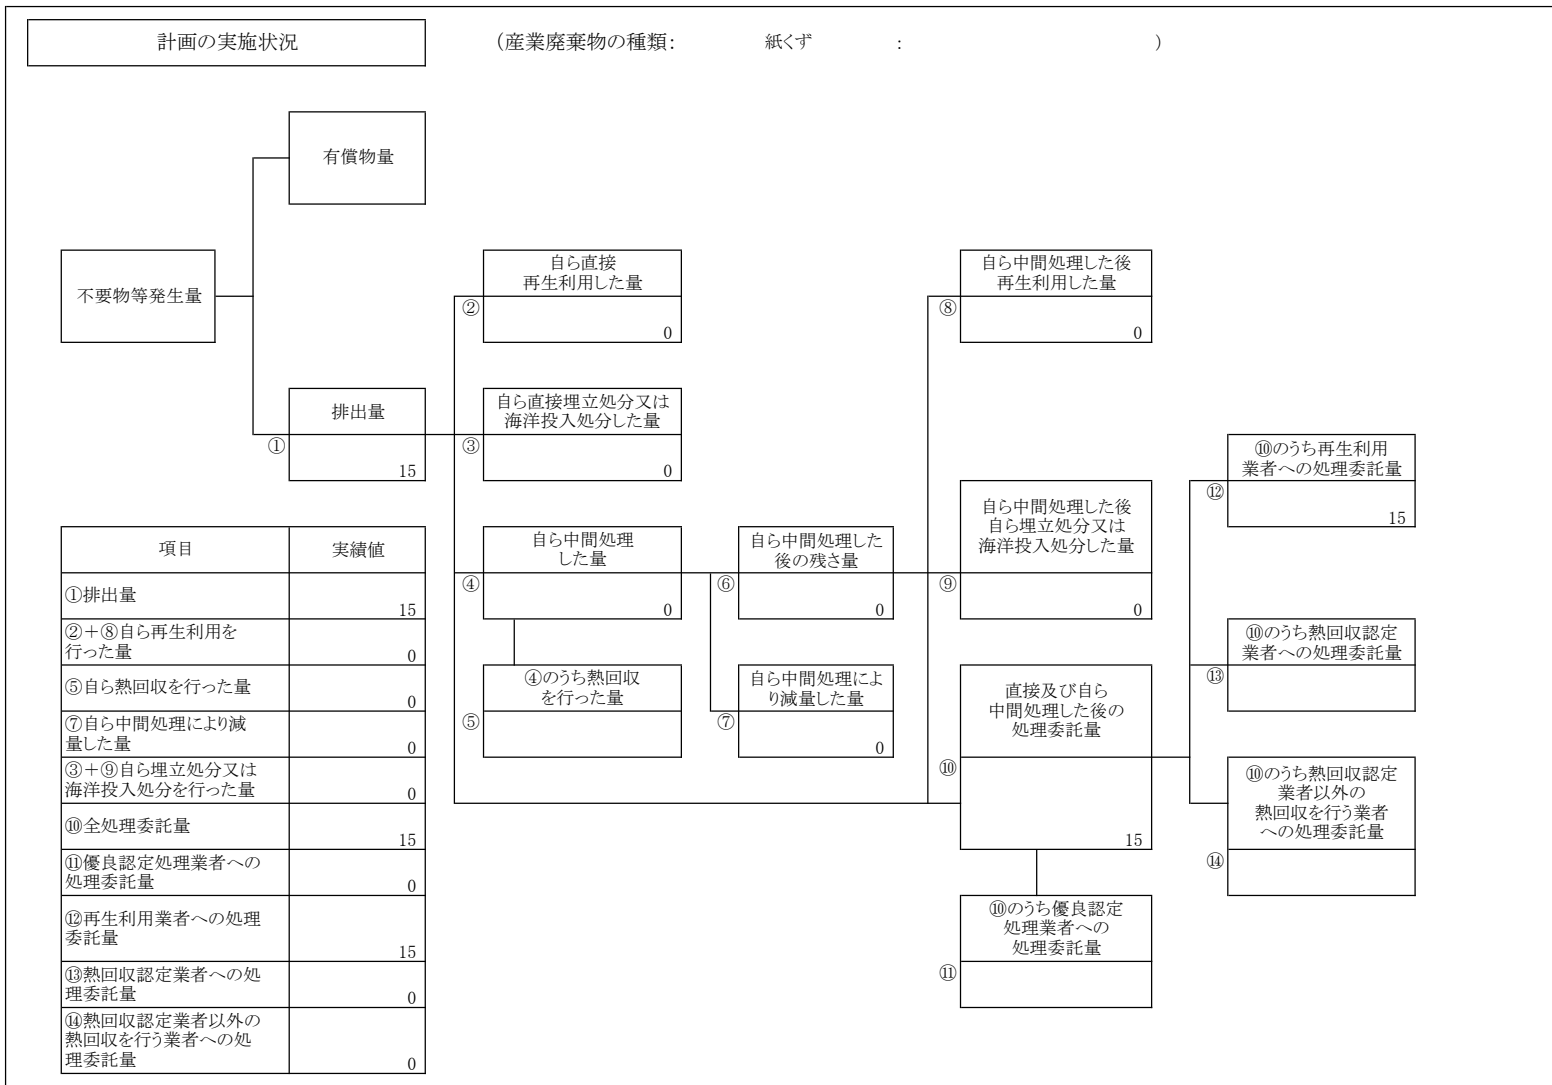 計画の実施状況
(産業廃棄物の種類: 紙くず : )
有償物量
不要物等発生量
自ら直接
再生利用した量
②
0
自ら中間処理した後
再生利用した量
⑧
0
排出量
①
15
自ら直接埋立処分又は
海洋投入処分した量
③
0
⑩のうち再生利用
業者への処理委託量
⑫
15
自ら中間処理
した量
④
0
自ら中間処理した
後の残さ量
⑥
0
自ら中間処理した後
自ら埋立処分又は
海洋投入処分した量
⑨
0
⑩のうち熱回収認定
業者への処理委託量
⑬
④のうち熱回収
を行った量
⑤
自ら中間処理によ
り減量した量
⑦
0
直接及び自ら
中間処理した後の
処理委託量
⑩
15
⑩のうち熱回収認定
業者以外の
熱回収を行う業者
への処理委託量
⑭
⑩のうち優良認定
処理業者への
処理委託量
⑪
項目 実績値
①排出量
15
②+⑧自ら再生利用を
行った量
0
⑤自ら熱回収を行った量
0
⑦自ら中間処理により減
量した量
0
③+⑨自ら埋立処分又は
海洋投入処分を行った量
0
⑩全処理委託量
15
⑪優良認定処理業者への
処理委託量
0
⑫再生利用業者への処理
委託量
15
⑬熱回収認定業者への処
理委託量
0
⑭熱回収認定業者以外の
熱回収を行う業者への処
理委託量
0